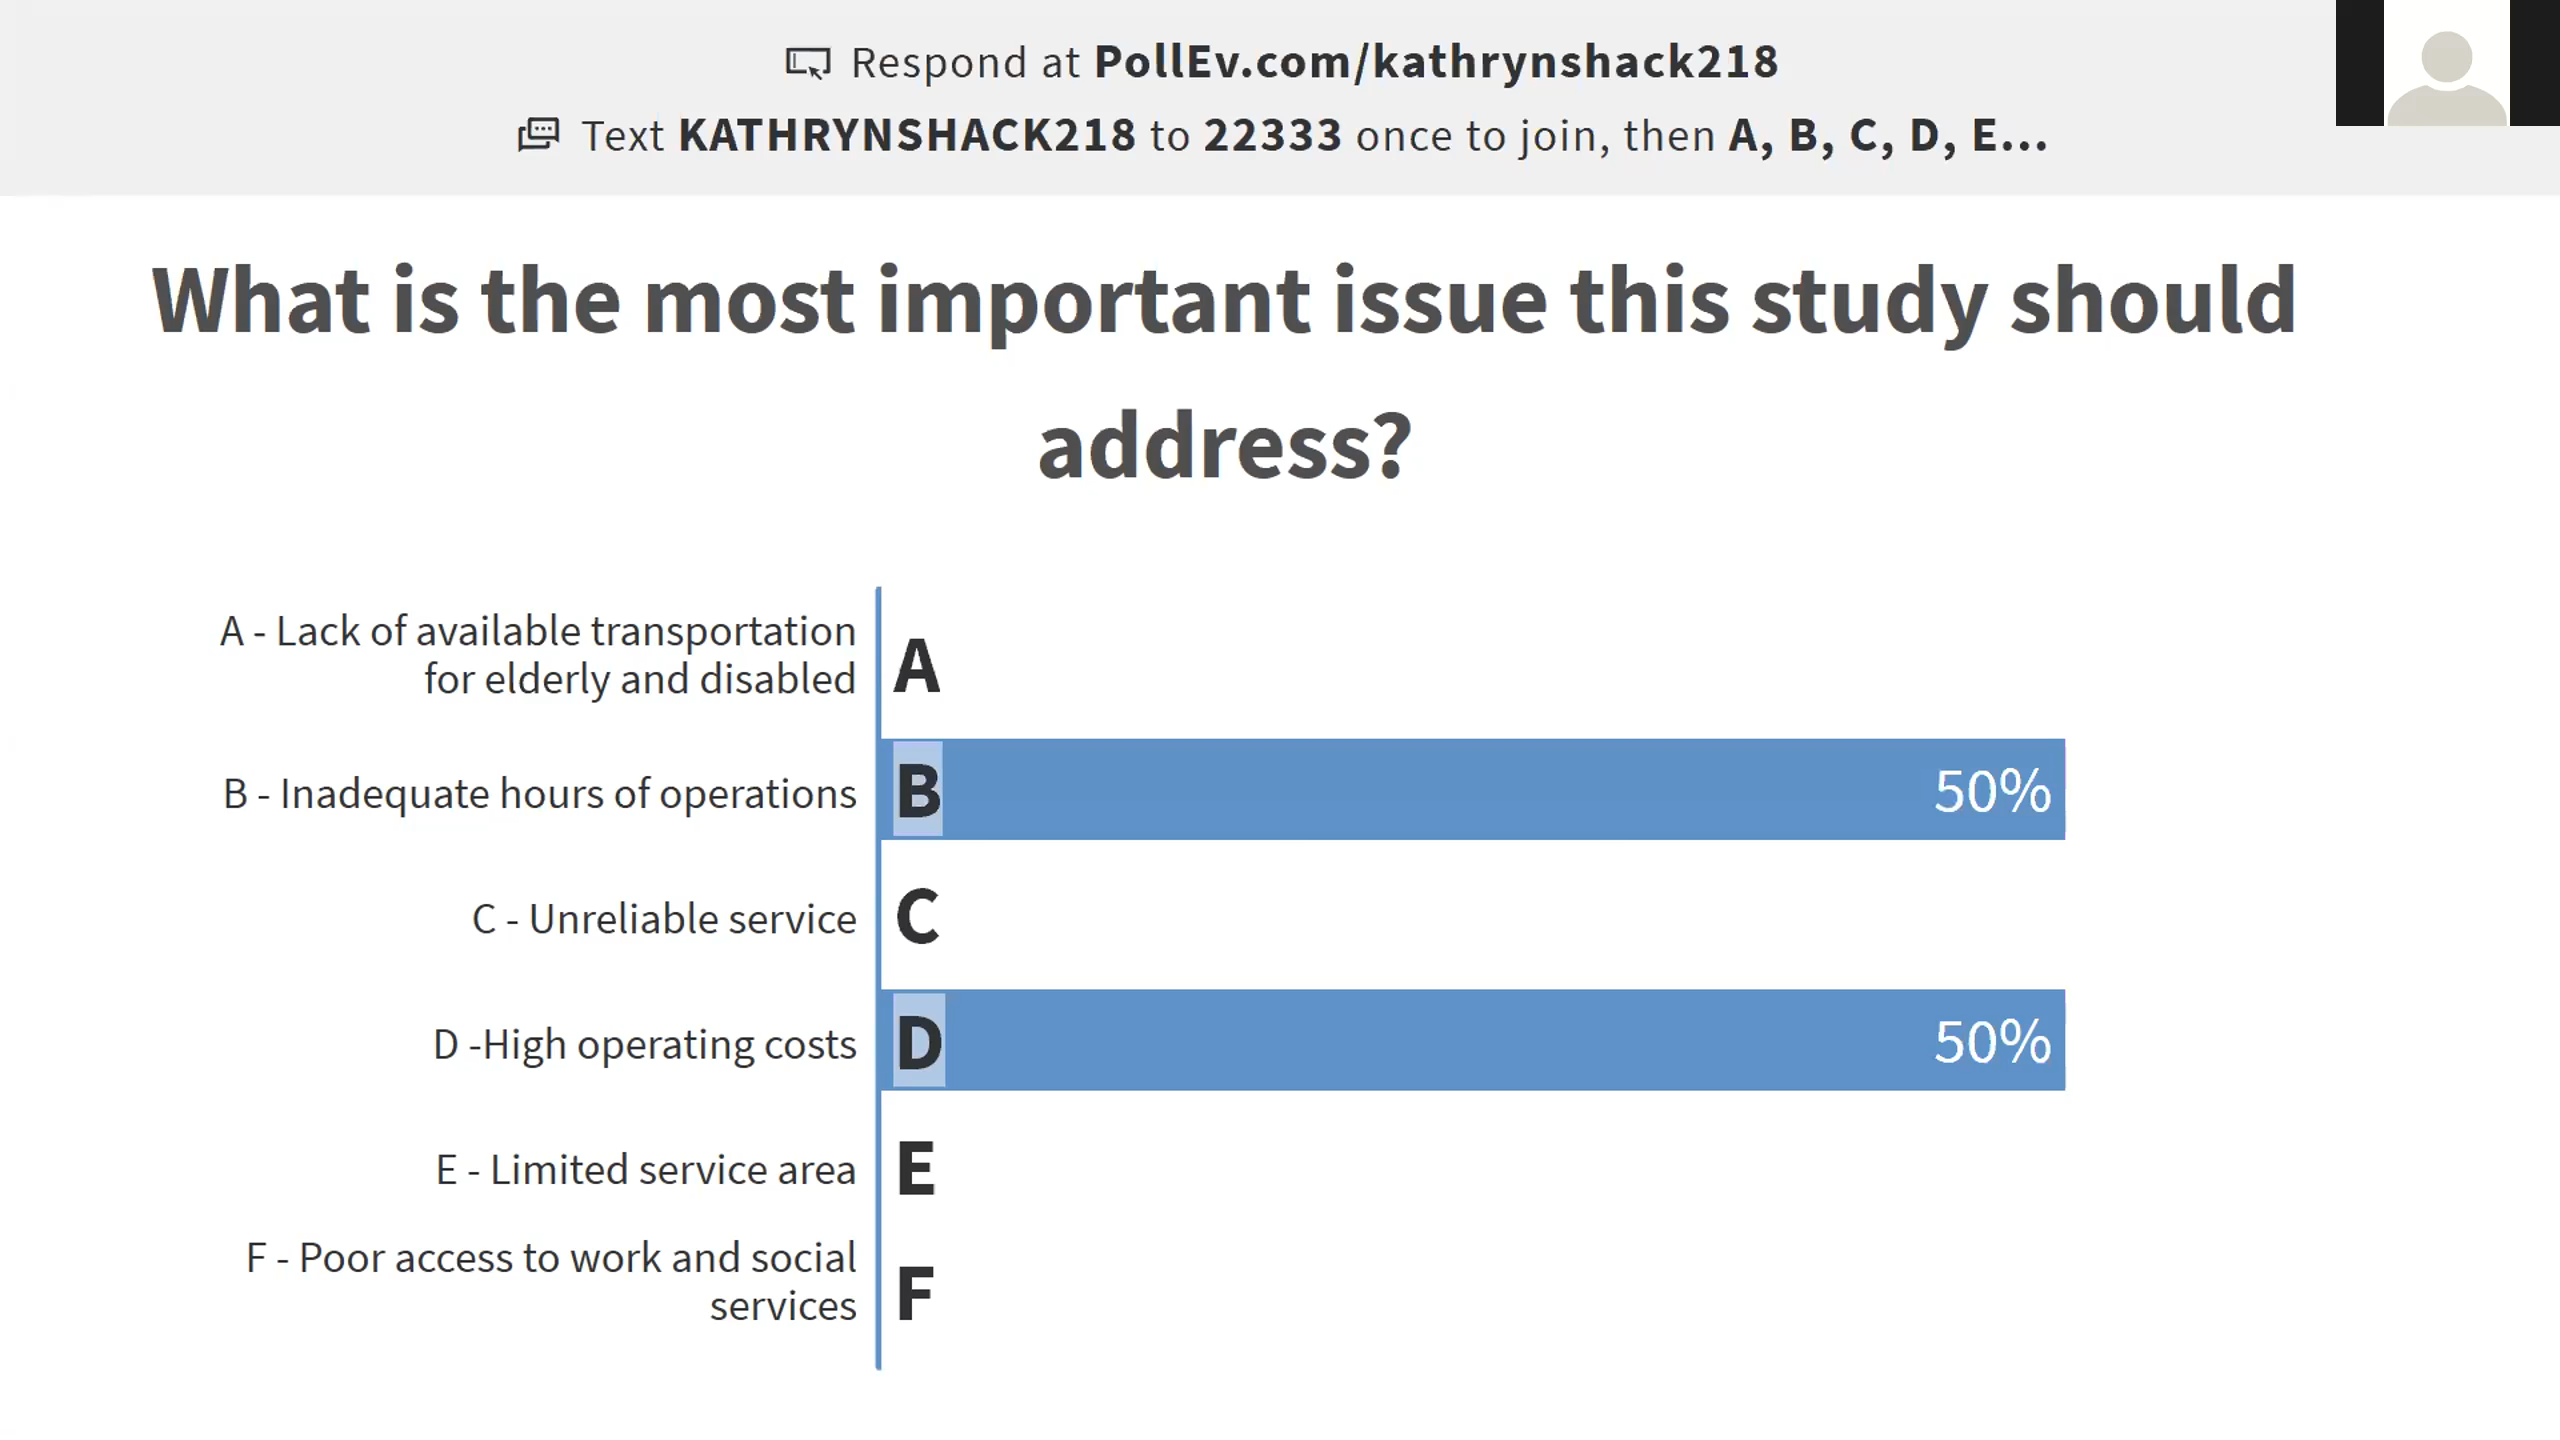 Respond at PollEv.com/kathrynshack218
Text KATHRYNSHACK218 to 22333 once to join, then A, B, C, D, E...
What is the most important issue this study should
address?
A - Lack of available transportation
for elderly and disabled
A
B - Inadequate hours of operations
B
50%
C - Unreliable service
C
D -High operating costs
D
50%
E - Limited service area
E
F - Poor access to work and social
services
F